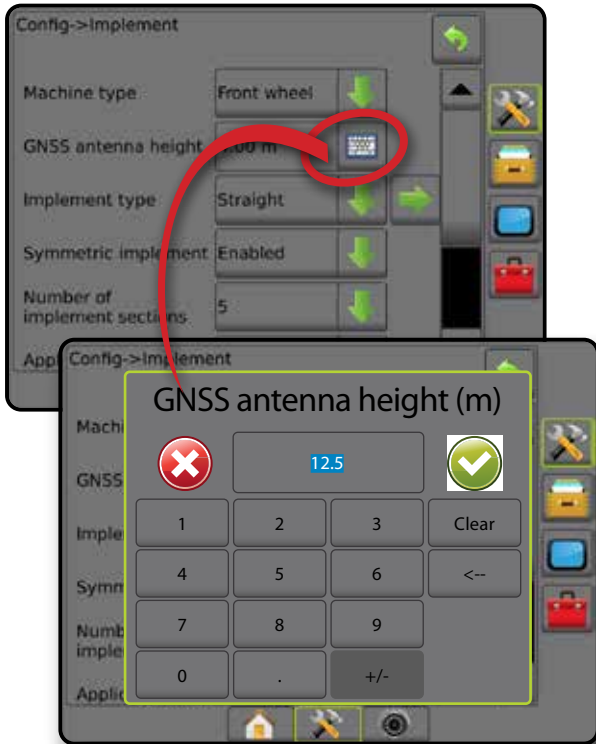 Config->Implement
Machine type Front wheel
GNSS antenna height .00 m
Implement type Straight
Symmetric implement Enabled
Number of
implement sections 5
App
Config->Implement
GNSS antenna height (m)
Machi
12.5
GNSS
1 2 3 Clear
Imple
4 5 6 <--
Symm
7 8 9
Numb
imple
0 . +/-
Applic